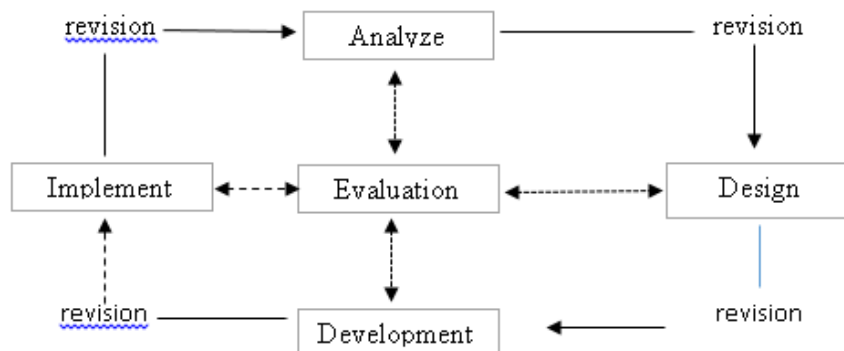 revision
Analyze
revision
Implement
Evaluation
Design
revision
Development
revision